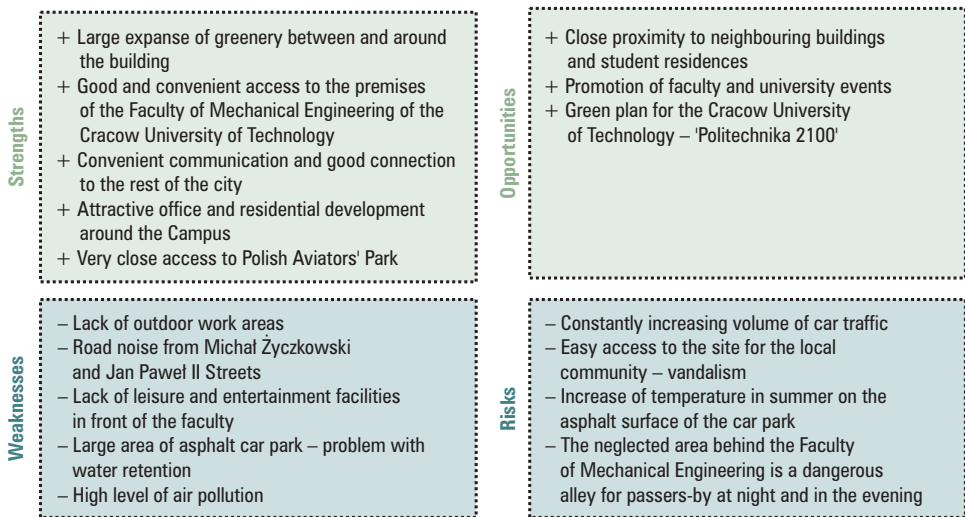 Strengths
+ Large expanse of greenery between and around
the building
+ Good and convenient access to the premises
of the Faculty of Mechanical Engineering of the
Cracow University of Technology
+ Convenient communication and good connection
to the rest of the city
+ Attractive office and residential development
around the Campus
+ Very close access to Polish Aviators' Park
Opportunities
+ Close proximity to neighbouring buildings
and student residences
+ Promotion of faculty and university events
+ Green plan for the Cracow University
of Technology – 'Politechnika 2100'
Weaknesses
– Lack of outdoor work areas
– Road noise from Michał Życzkowski
and Jan Paweł II Streets
– Lack of leisure and entertainment facilities
in front of the faculty
– Large area of asphalt car park – problem with
water retention
– High level of air pollution
Risks
– Constantly increasing volume of car traffic
– Easy access to the site for the local
community – vandalism
– Increase of temperature in summer on the
asphalt surface of the car park
– The neglected area behind the Faculty
of Mechanical Engineering is a dangerous
alley for passers-by at night and in the evening